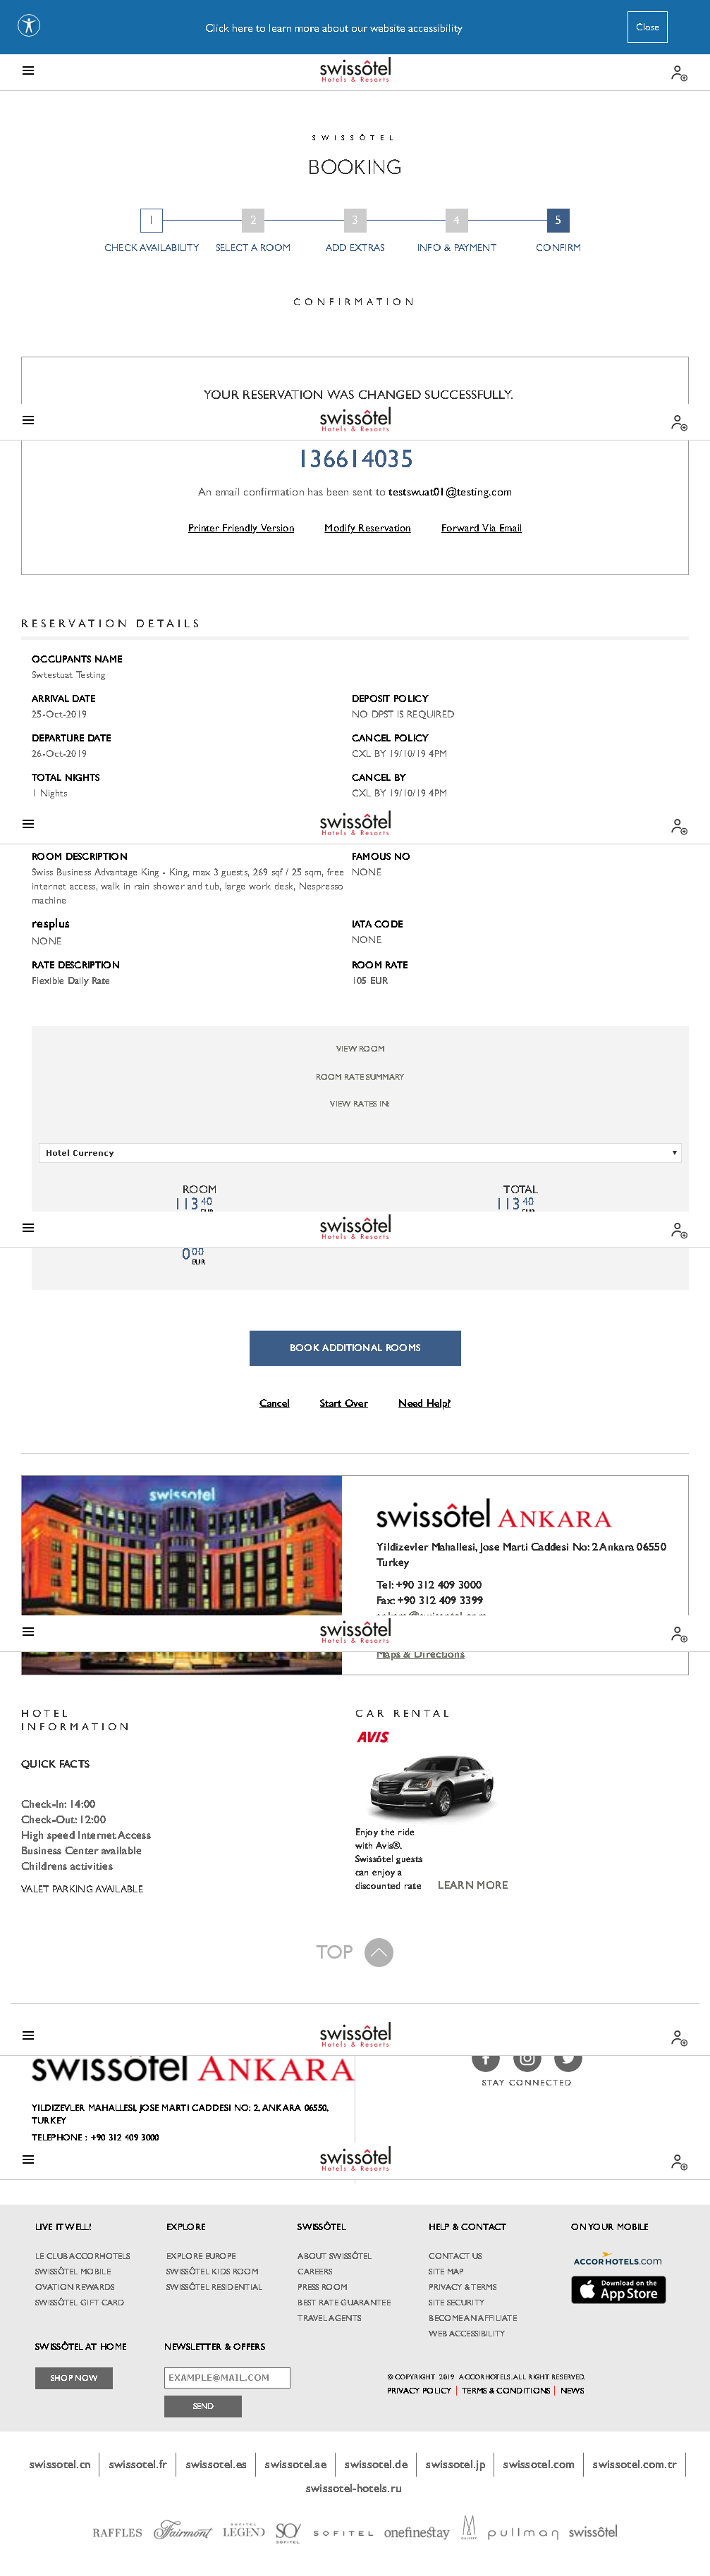 Click here to learn more about our website accessibility
Close
swissôtel
Hotels & Resorts
SWISSÔTEL
BOOKING
1 2 3 4 5
CHECK AVAILABILITY SELECT A ROOM ADD EXTRAS INFO & PAYMENT CONFIRM
CONFIRMATION
YOUR RESERVATION WAS CHANGED SUCCESSFULLY.
swissôtel
Hotels & Resorts
136614035
An email confirmation has been sent to testswuat01@testing.com
Printer Friendly Version Modify Reservation Forward Via Email
RESERVATION DETAILS
OCCUPANTS NAME
Swtestuat Testing
ARRIVAL DATE DEPOSIT POLICY
25-Oct-2019 NO DPST IS REQUIRED
DEPARTURE DATE CANCEL POLICY
26-Oct-2019 CXL BY 19/10/19 4PM
TOTAL NIGHTS CANCEL BY
1 Nights CXL BY 19/10/19 4PM
swissôtel
Hotels & Resorts
ROOM DESCRIPTION FAMOUS NO
Swiss Business Advantage King - King, max 3 guests, 269 sqf / 25 sqm, free NONE
internet access, walk in rain shower and tub, large work desk, Nespresso
machine
resplus IATA CODE
NONE NONE
RATE DESCRIPTION ROOM RATE
Flexible Daily Rate 105 EUR
VIEW ROOM
ROOM RATE SUMMARY
VIEW RATES IN:
Hotel Currency
ROOM TOTAL
113 40 113 40
swissôtel
Hotels & Resorts
0 00
EUR
BOOK ADDITIONAL ROOMS
Cancel Start Over Need Help?
swissotel
swissôtel ANKARA
Yildizevler Mahallesi, Jose Marti Caddesi No: 2 Ankara 06550
Turkey
Tel: +90 312 409 3000
Fax: +90 312 409 3399
swissôtel
Hotels & Resorts
Maps & Directions
HOTEL
INFORMATION
CAR RENTAL
AVIS
QUICK FACTS
Check-In: 14:00
Check-Out: 12:00
High speed Internet Access
Business Center available
Childrens activities
VALET PARKING AVAILABLE
Enjoy the ride
with Avis®.
Swissôtel guests
can enjoy a
discounted rate
LEARN MORE
TOP
swissôtel
Hotels & Resorts
swissôtel ANKARA
STAY CONNECTED
YILDIZEVLER MAHALLESI, JOSE MARTI CADDESI NO: 2, ANKARA 06550,
TURKEY
TELEPHONE : +90 312 409 3000
swissôtel
Hotels & Resorts
LIVE IT WELL! EXPLORE SWISSÔTEL HELP & CONTACT ON YOUR MOBILE
LE CLUB ACCORHOTELS EXPLORE EUROPE ABOUT SWISSÔTEL CONTACT US
SWISSÔTEL MOBILE SWISSÔTEL KIDS ROOM CAREERS SITE MAP
OVATION REWARDS SWISSÔTEL RESIDENTIAL PRESS ROOM PRIVACY & TERMS
SWISSÔTEL GIFT CARD BEST RATE GUARANTEE SITE SECURITY
TRAVEL AGENTS BECOME AN AFFILIATE
WEB ACCESSIBILITY
ACCORHOTELS.com
Download on the
App Store
SWISSÔTEL AT HOME NEWSLETTER & OFFERS
SHOP NOW EXAMPLE@MAIL.COM
SEND
© COPYRIGHT 2019 ACCORHOTELS. ALL RIGHT RESERVED.
PRIVACY POLICY TERMS & CONDITIONS NEWS
swissotel.cn swissotel.fr swissotel.es swissotel.ae swissotel.de swissotel.jp swissotel.com swissotel.com.tr
swissotel-hotels.ru
RAFFLES Fairmont SOFITEL LEGEND SO/ SOFITEL SOFITEL onefinestay pullman swissôtel